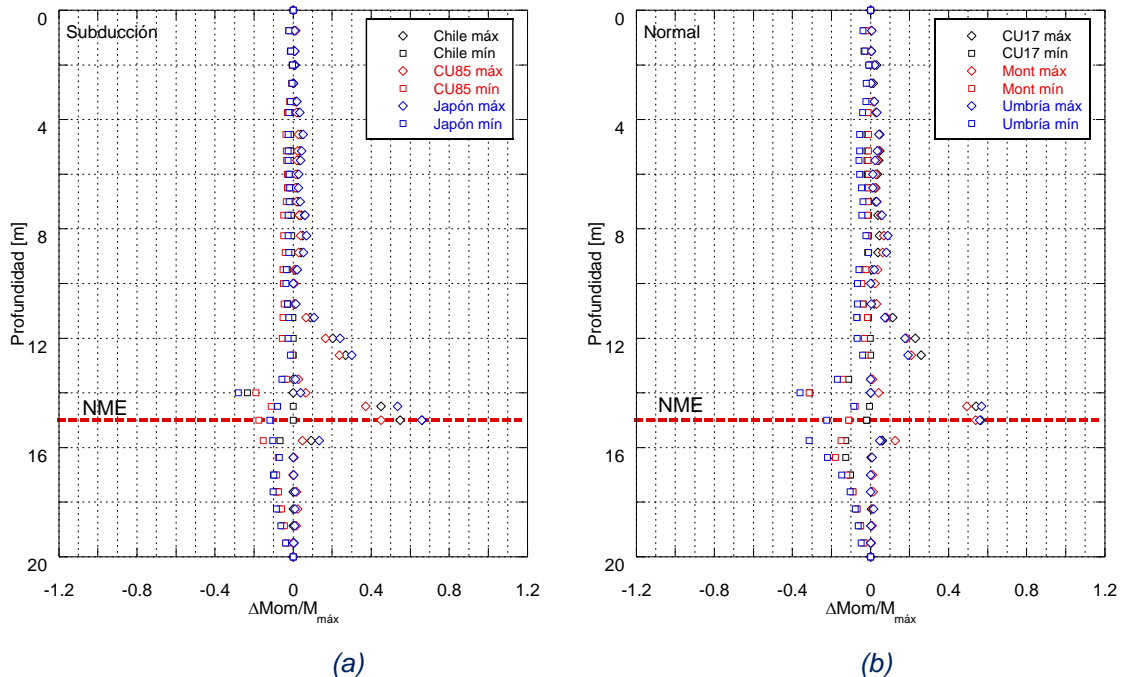 0
4
8
12
16
20
Profundidad [m]
Subducción
Chile máx
Chile mín
CU85 máx
CU85 mín
Japón máx
Japón mín
NME
-1.2 -0.8 -0.4 0 0.4 0.8 1.2
ΔMom/Mmáx
(a)
0
4
8
12
16
20
Profundidad [m]
Normal
CU17 máx
CU17 mín
Mont máx
Mont mín
Umbría máx
Umbría mín
NME
-1.2 -0.8 -0.4 0 0.4 0.8 1.2
ΔMom/Mmáx
(b)